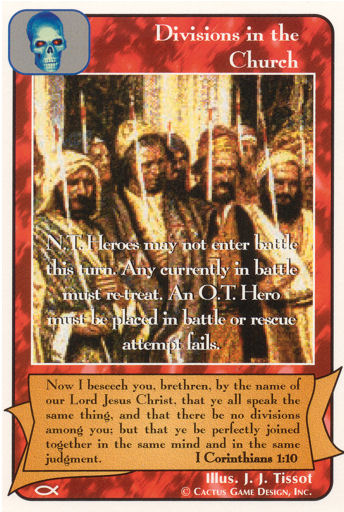 Divisions in the
Church
N.T. Heroes may not enter battle
this turn. Any currently in battle
must re-treat. An O.T. Hero
must be placed in battle or rescue
attempt fails.
Now I beseech you, brethren, by the name of
our Lord Jesus Christ, that ye all speak the
same thing, and that there be no divisions
among you; but that ye be perfectly joined
together in the same mind and in the same
judgment. I Corinthians 1:10
Illus. J. J. Tissot
© Cactus Game Design, Inc.